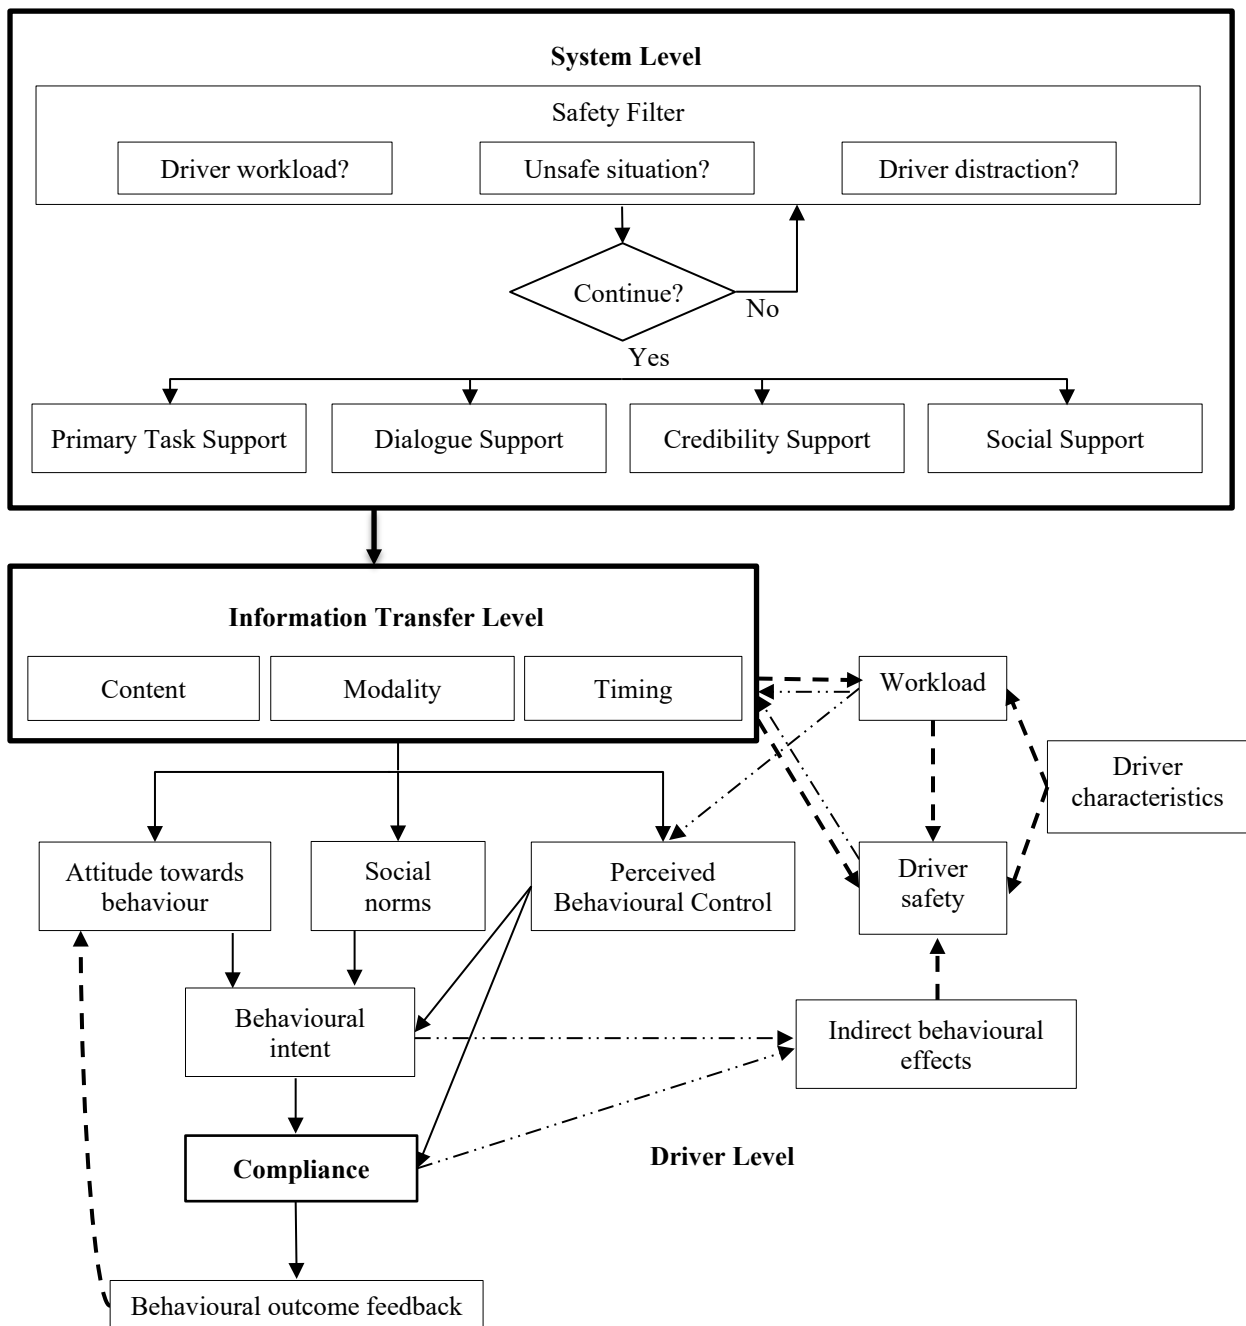 System Level
Safety Filter
Driver workload?
Unsafe situation?
Driver distraction?
Continue?
No
Yes
Primary Task Support
Dialogue Support
Credibility Support
Social Support
Information Transfer Level
Content
Modality
Timing
Workload
Driver
characteristics
Attitude towards
behaviour
Social
norms
Perceived
Behavioural Control
Driver
safety
Behavioural
intent
Indirect behavioural
effects
Compliance
Driver Level
Behavioural outcome feedback